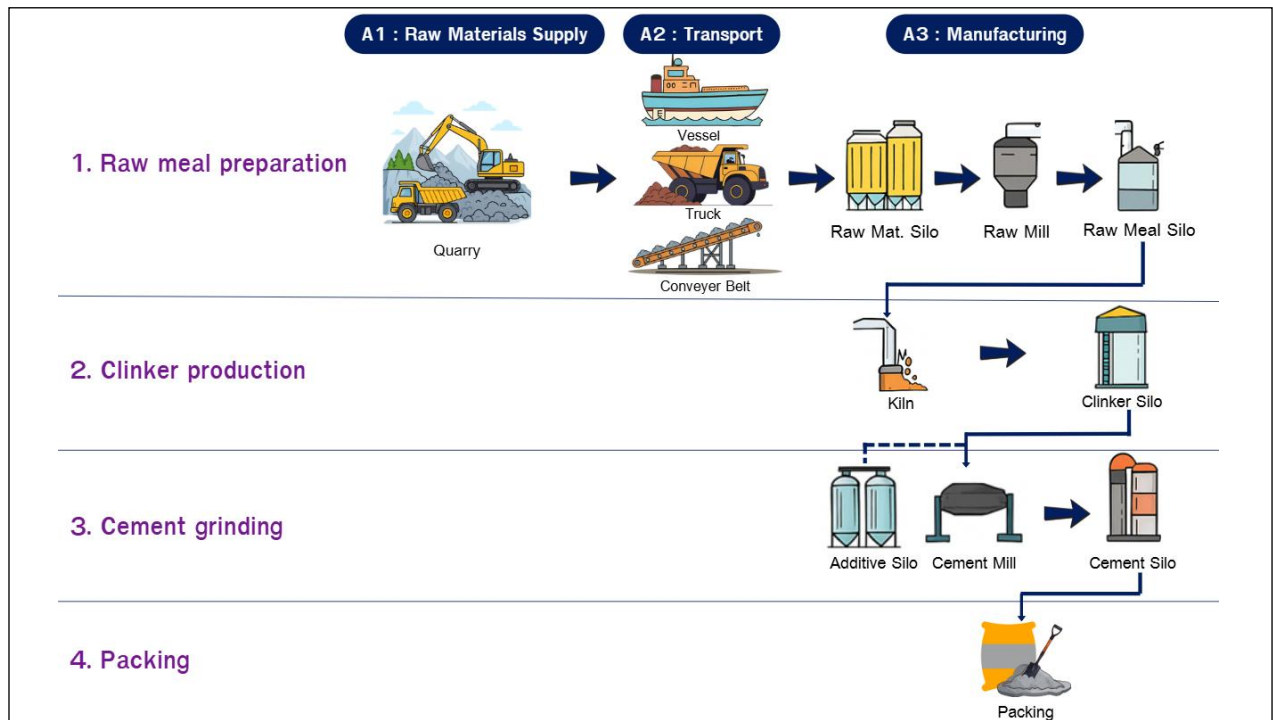 A1 : Raw Materials Supply
A2 : Transport
A3 : Manufacturing
1. Raw meal preparation
Quarry
Vessel
Truck
Conveyer Belt
Raw Mat. Silo
Raw Mill
Raw Meal Silo
2. Clinker production
Kiln
Clinker Silo
3. Cement grinding
Additive Silo
Cement Mill
Cement Silo
4. Packing
Packing